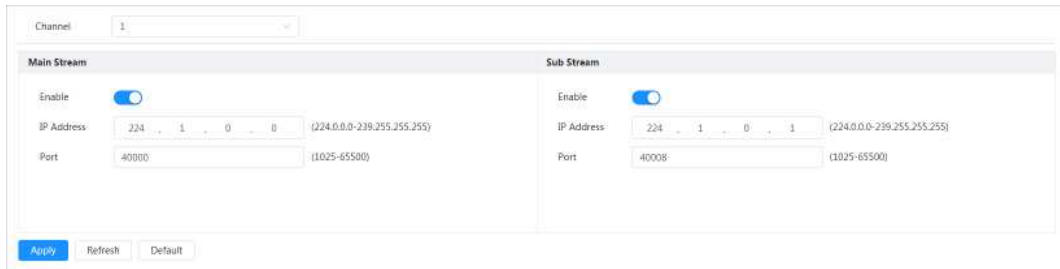 Channel 1
Main Stream Sub Stream
Enable Enable
IP Address 224 . 1 . 0 . 0 (224.0.0.0-239.255.255.255) IP Address 224 . 1 . 0 . 1 (224.0.0.0-239.255.255.255)
Port 40000 (1025-65500) Port 40008 (1025-65500)
Apply Refresh Default